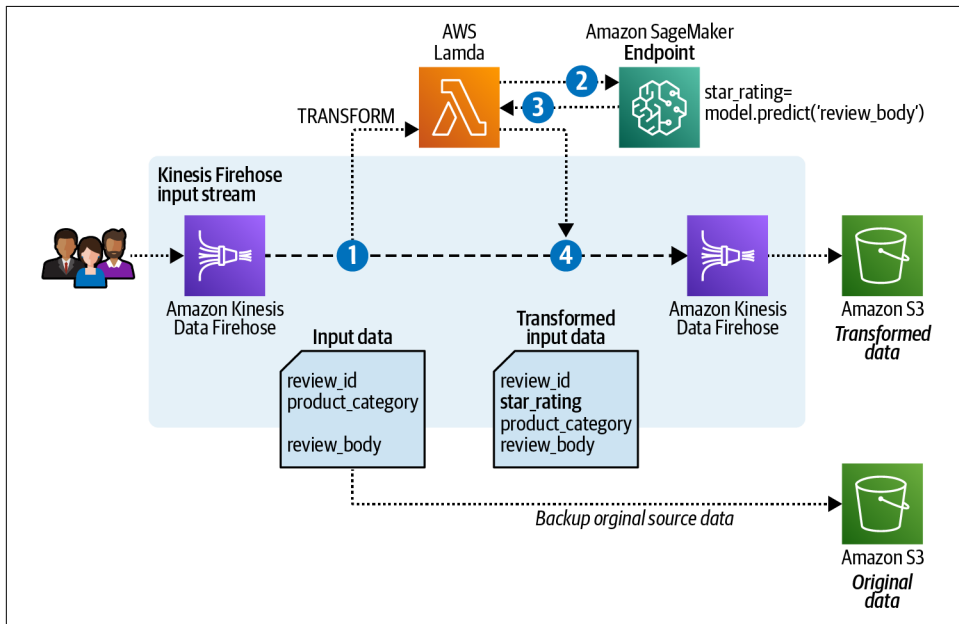 AWS
Lamda
Amazon SageMaker
Endpoint
star_rating=
model.predict('review_body')
2
3
TRANSFORM
Kinesis Firehose
input stream
1
4
Amazon Kinesis
Data Firehose
Amazon Kinesis
Data Firehose
Amazon S3
Transformed
data
Input data
review_id
product_category
review_body
Transformed
input data
review_id
star_rating
product_category
review_body
Backup orginal source data
Amazon S3
Original
data